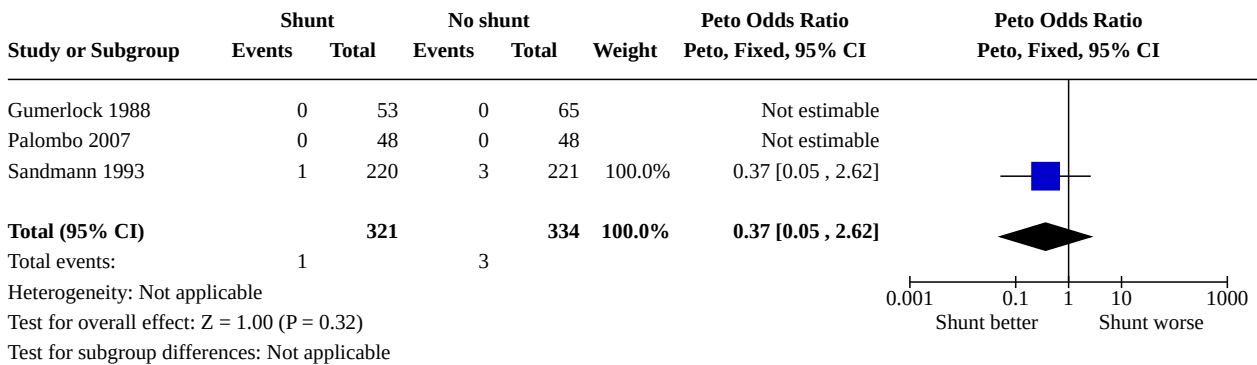 Shunt No shunt Peto Odds Ratio Peto Odds Ratio
Study or Subgroup Events Total Events Total Weight Peto, Fixed, 95% CI Peto, Fixed, 95% CI
Gumerlock 1988 0 53 0 65 Not estimable
Palombo 2007 0 48 0 48 Not estimable
Sandmann 1993 1 220 3 221 100.0% 0.37 [0.05 , 2.62]
Total (95% CI) 321 334 100.0% 0.37 [0.05 , 2.62]
Total events: 1 3
Heterogeneity: Not applicable
0.001 0.1 1 10 1000
Test for overall effect: Z = 1.00 (P = 0.32)
Shunt better Shunt worse
Test for subgroup differences: Not applicable